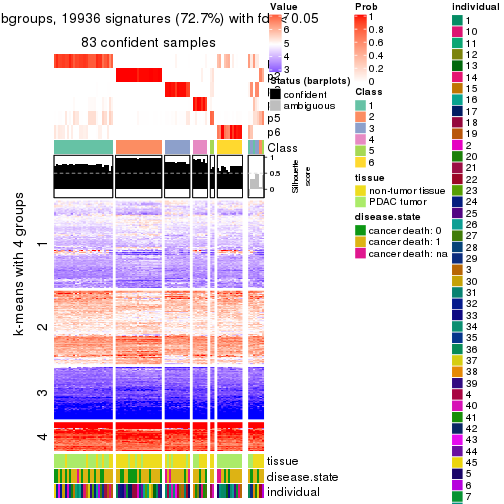 bgroups, 19936 signatures (72.7%) with fd 0.05
83 confident samples
p5
p6
Class
1
0.5
0
Silhouette
score
k-means with 4 groups
1
2
3
4
tissue
disease.state
individual
Value
6
5
4
3
Status (barplots)
confident
ambiguous
Prob
1
0.8
0.6
0.4
0.2
0
Class
1
2
3
4
5
6
tissue
non-tumor tissue
PDAC tumor
disease.state
cancer death: 0
cancer death: 1
cancer death: na
individual
1
10
11
12
13
14
15
16
17
18
19
2
20
21
22
23
24
25
26
27
28
29
3
30
31
32
33
34
35
36
37
38
39
4
40
41
42
43
44
45
5
6
7